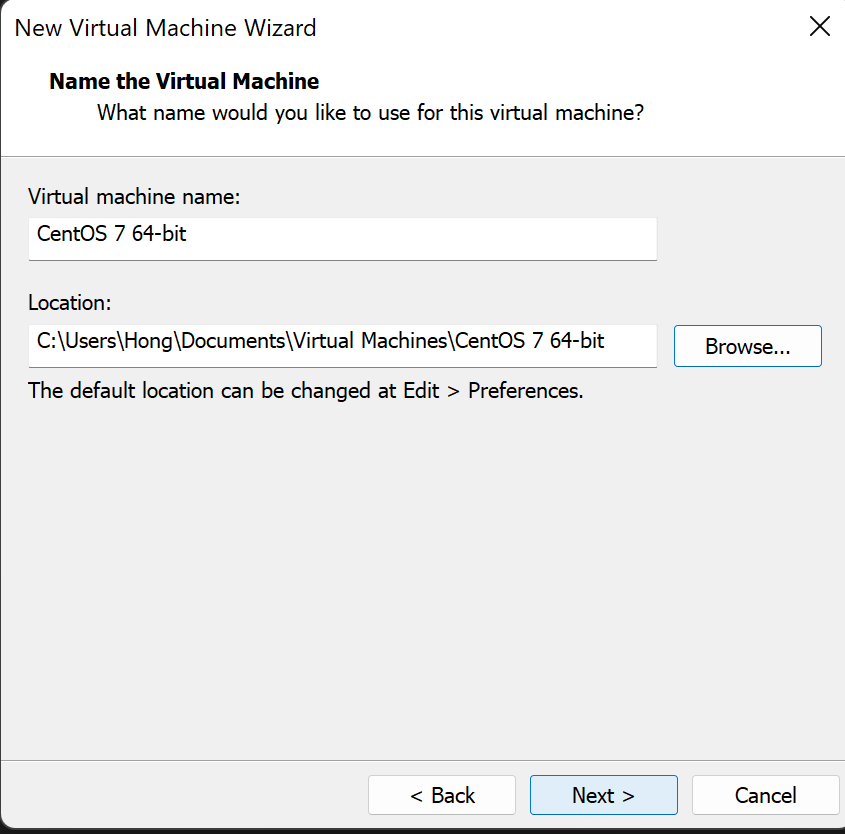 New Virtual Machine Wizard
Name the Virtual Machine
What name would you like to use for this virtual machine?
Virtual machine name:
CentOS 7 64-bit
Location:
C:\Users\Hong\Documents\Virtual Machines\CentOS 7 64-bit
Browse...
The default location can be changed at Edit > Preferences.
< Back
Next >
Cancel